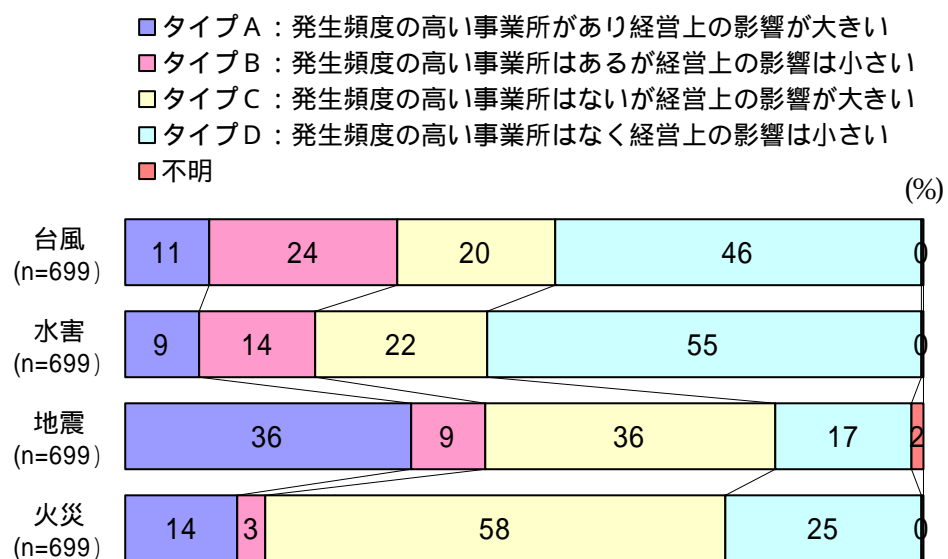 タイプA：発生頻度の高い事業所があり経営上の影響が大きい
タイプB：発生頻度の高い事業所はあるが経営上の影響は小さい
タイプC：発生頻度の高い事業所はないが経営上の影響が大きい
タイプD：発生頻度の高い事業所はなく経営上の影響は小さい
不明
(%)
台風
(n=699)
11 24 20 46 0
水害
(n=699)
9 14 22 55 0
地震
(n=699)
36 9 36 17 2
火災
(n=699)
14 3 58 25 0